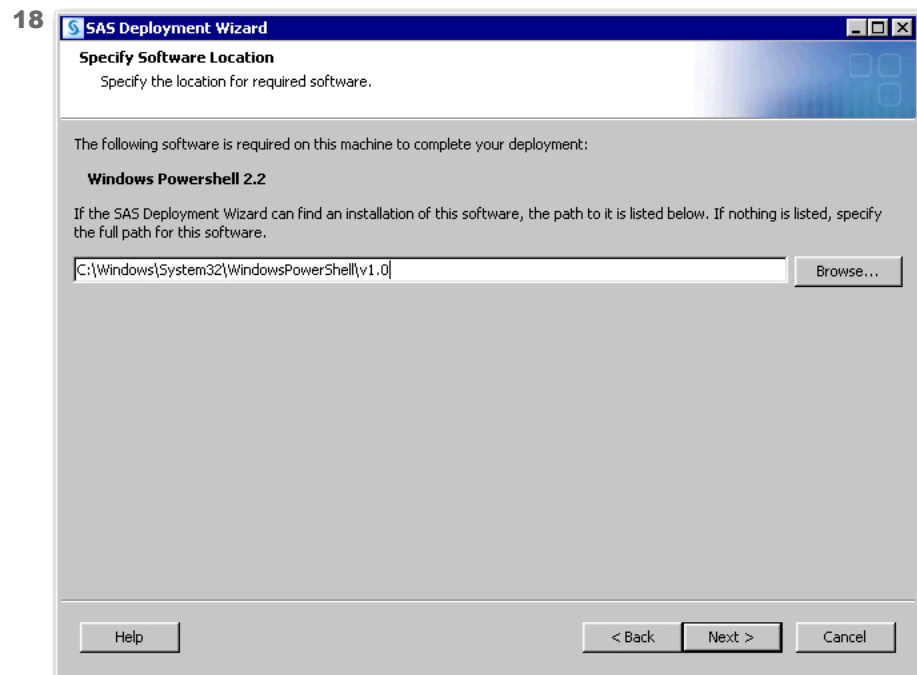 18
SAS Deployment Wizard
Specify Software Location
Specify the location for required software.
The following software is required on this machine to complete your deployment:
Windows Powershell 2.2
If the SAS Deployment Wizard can find an installation of this software, the path to it is listed below. If nothing is listed, specify
the full path for this software.
C:\Windows\System32\WindowsPowerShell\v1.0
Browse...
Help
< Back
Next >
Cancel